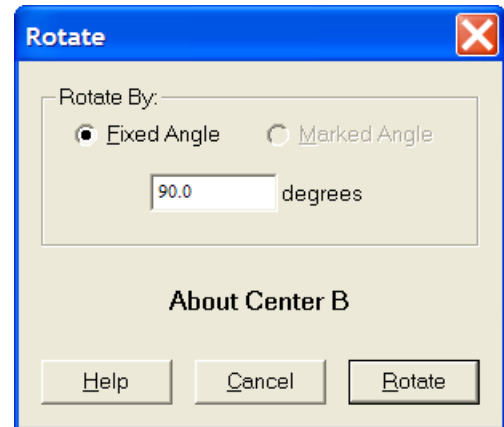 Rotate
Rotate By:
Fixed Angle Marked Angle
90.0 degrees
About Center B
Help Cancel Rotate